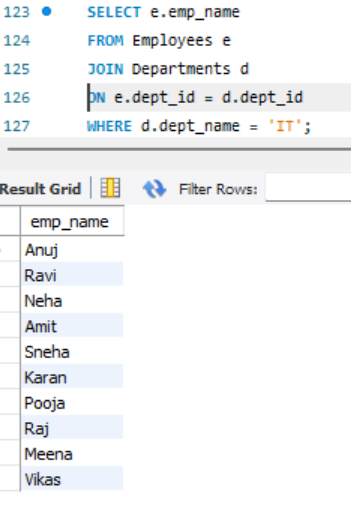 123 SELECT e.emp_name
124 FROM Employees e
125 JOIN Departments d
126 ON e.dept_id = d.dept_id
127 WHERE d.dept_name = 'IT';
Result Grid Filter Rows:
emp_name
Anuj
Ravi
Neha
Amit
Sneha
Karan
Pooja
Raj
Meena
Vikas